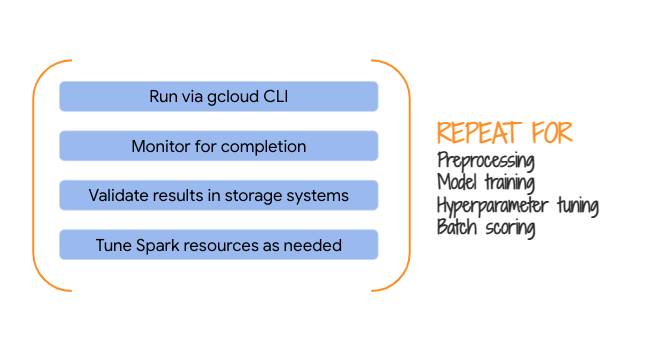 Run via gcloud CLI
Monitor for completion
Validate results in storage systems
Tune Spark resources as needed
REPEAT FOR
Preprocessing
Model training
Hyperparameter tuning
Batch scoring